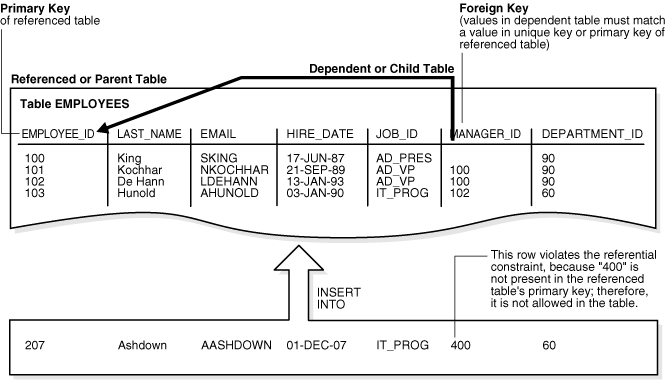 Primary Key
of referenced table
Foreign Key
(values in dependent table must match
a value in unique key or primary key of
referenced table)
Referenced or Parent Table
Dependent or Child Table
Table EMPLOYEES
EMPLOYEE_ID LAST_NAME EMAIL HIRE_DATE JOB_ID MANAGER_ID DEPARTMENT_ID
100 King SKING 17-JUN-87 AD_PRES 90
101 Kochhar NKOCHHAR 21-SEP-89 AD_VP 100 90
102 De Hann LDEHANN 13-JAN-93 AD_VP 100 90
103 Hunold AHUNOLD 03-JAN-90 IT_PROG 102 60
This row violates the referential
constraint, because "400" is
not present in the referenced
table's primary key; therefore,
it is not allowed in the table.
INSERT
INTO
207 Ashdown AASHDOWN 01-DEC-07 IT_PROG 400 60